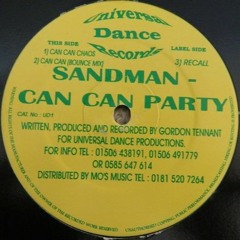 Universal
Dance
Records
THIS SIDE
LABEL SIDE
1) CAN CAN CHAOS
2) CAN CAN (BOUNCE MIX)
3) RECALL
SANDMAN -
CAN CAN PARTY
CAT No: UD1
WRITTEN, PRODUCED AND RECORDED BY GORDON TENNANT
FOR UNIVERSAL DANCE PRODUCTIONS.
FOR INFO TEL : 01506 438191, 01506 491779
OR 0585 647 614
DISTRIBUTED BY MO'S MUSIC TEL : 0181 520 7264